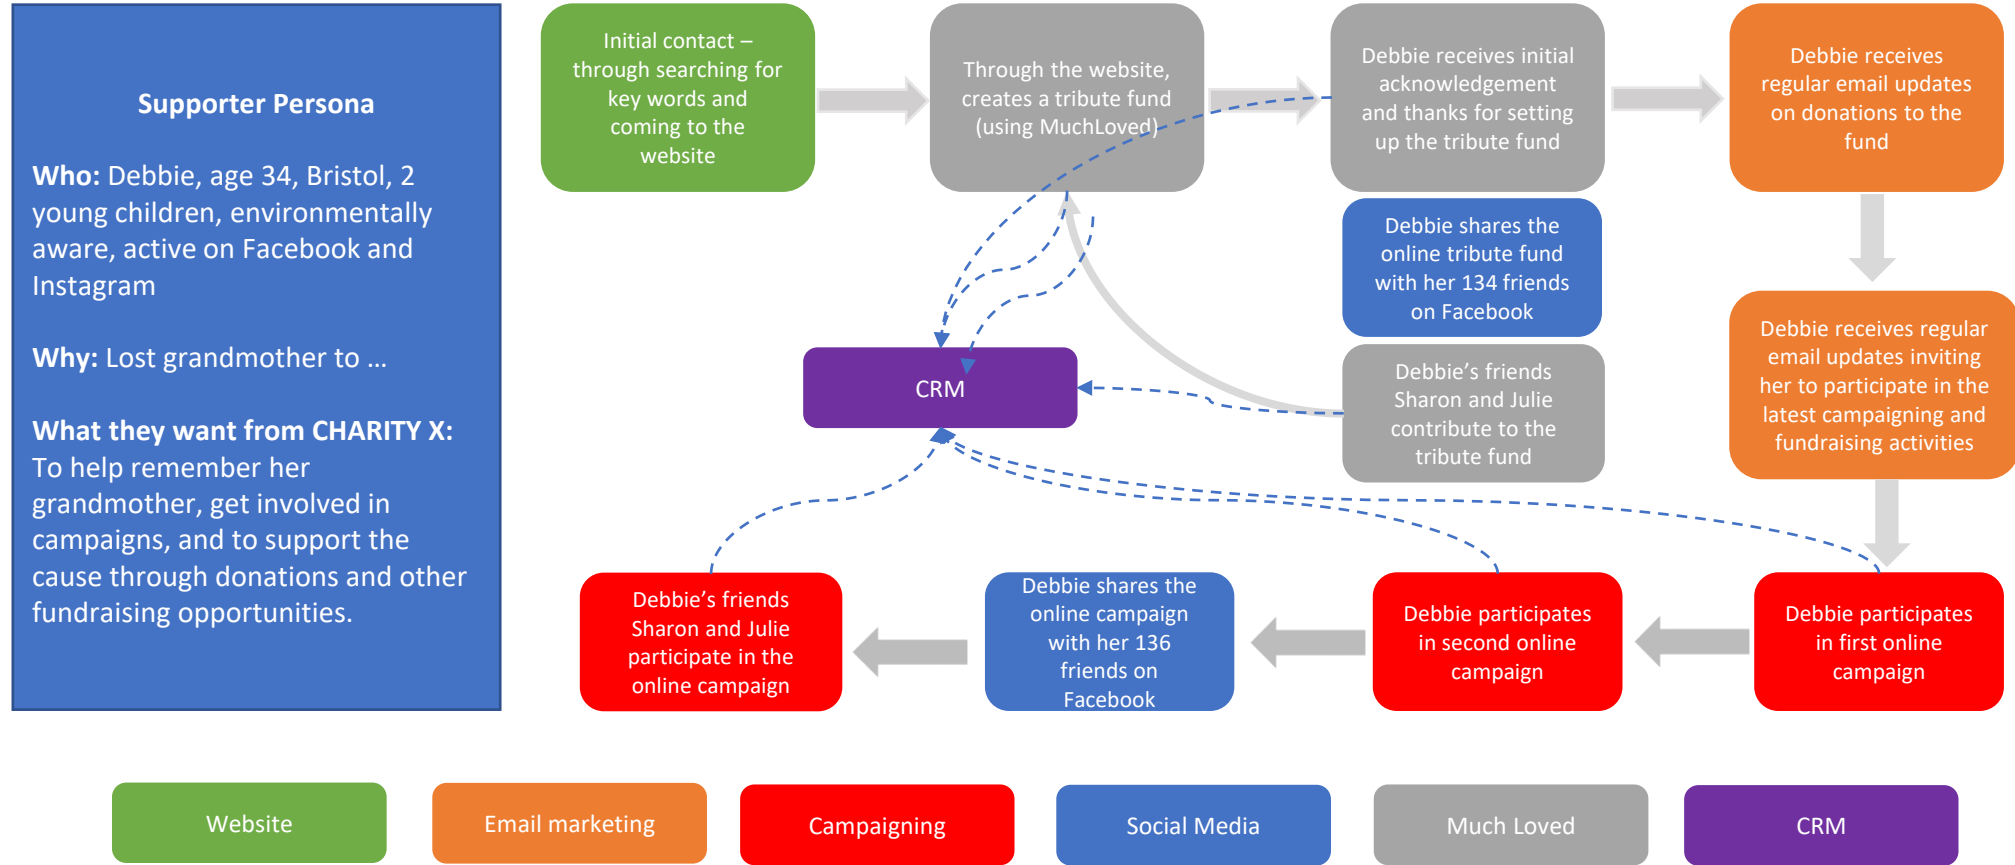 Supporter Persona
Who: Debbie, age 34, Bristol, 2
young children, environmentally
aware, active on Facebook and
Instagram
Why: Lost grandmother to ...
What they want from CHARITY X:
To help remember her
grandmother, get involved in
campaigns, and to support the
cause through donations and other
fundraising opportunities.
Initial contact –
through searching for
key words and
coming to the
website
Through the website,
creates a tribute fund
(using MuchLoved)
Debbie receives initial
acknowledgement
and thanks for setting
up the tribute fund
Debbie receives
regular email updates
on donations to the
fund
Debbie shares the
online tribute fund
with her 134 friends
on Facebook
Debbie receives regular
email updates inviting
her to participate in the
latest campaigning and
fundraising activities
CRM
Debbie’s friends
Sharon and Julie
contribute to the
tribute fund
Debbie’s friends
Sharon and Julie
participate in the
online campaign
Debbie shares the
online campaign
with her 136
friends on
Facebook
Debbie participates
in second online
campaign
Debbie participates
in first online
campaign
Website
Email marketing
Campaigning
Social Media
Much Loved
CRM